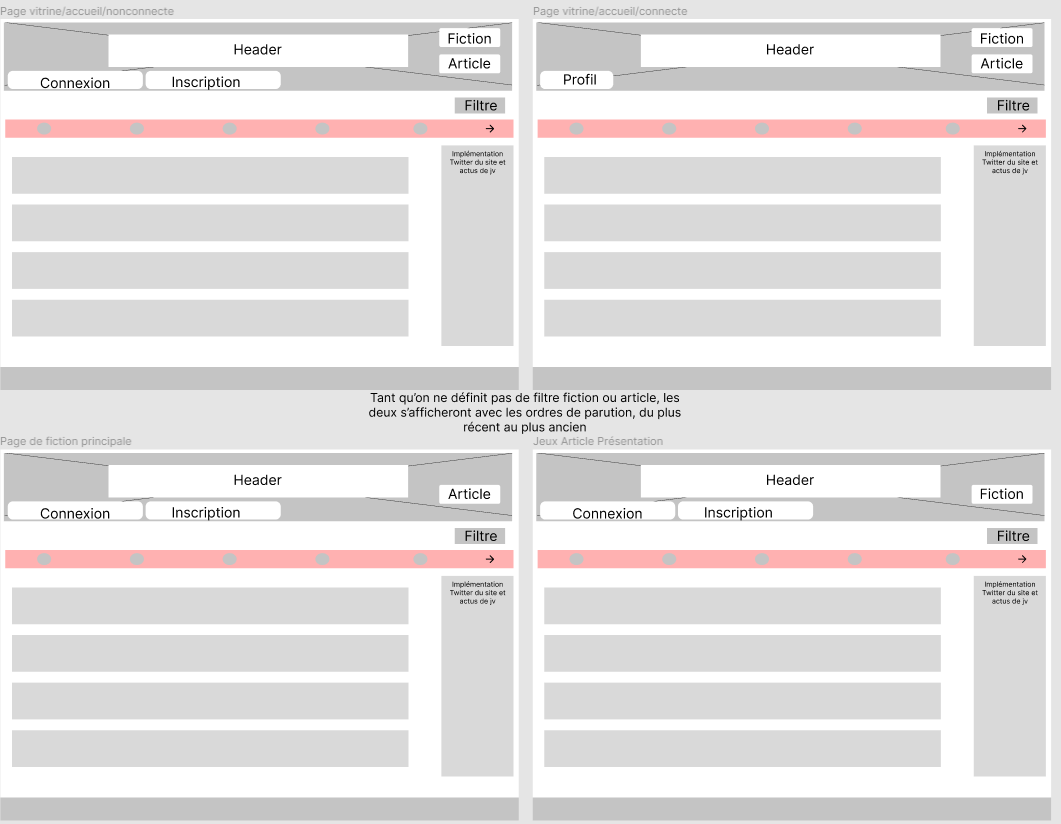 Page vitrine/accueil/nonconnecte
Header
Fiction
Article
Connexion
Inscription
Filtre
→
Implémentation
Twitter du site et
actus de jv
Page vitrine/accueil/connecte
Header
Fiction
Article
Profil
Filtre
→
Implémentation
Twitter du site et
actus de jv
Tant qu'on ne définit pas de filtre fiction ou article, les
deux s'afficheront avec les ordres de parution, du plus
récent au plus ancien
Page de fiction principale
Header
Article
Connexion
Inscription
Filtre
→
Implémentation
Twitter du site et
actus de jv
Jeux Article Présentation
Header
Fiction
Connexion
Inscription
Filtre
→
Implémentation
Twitter du site et
actus de jv